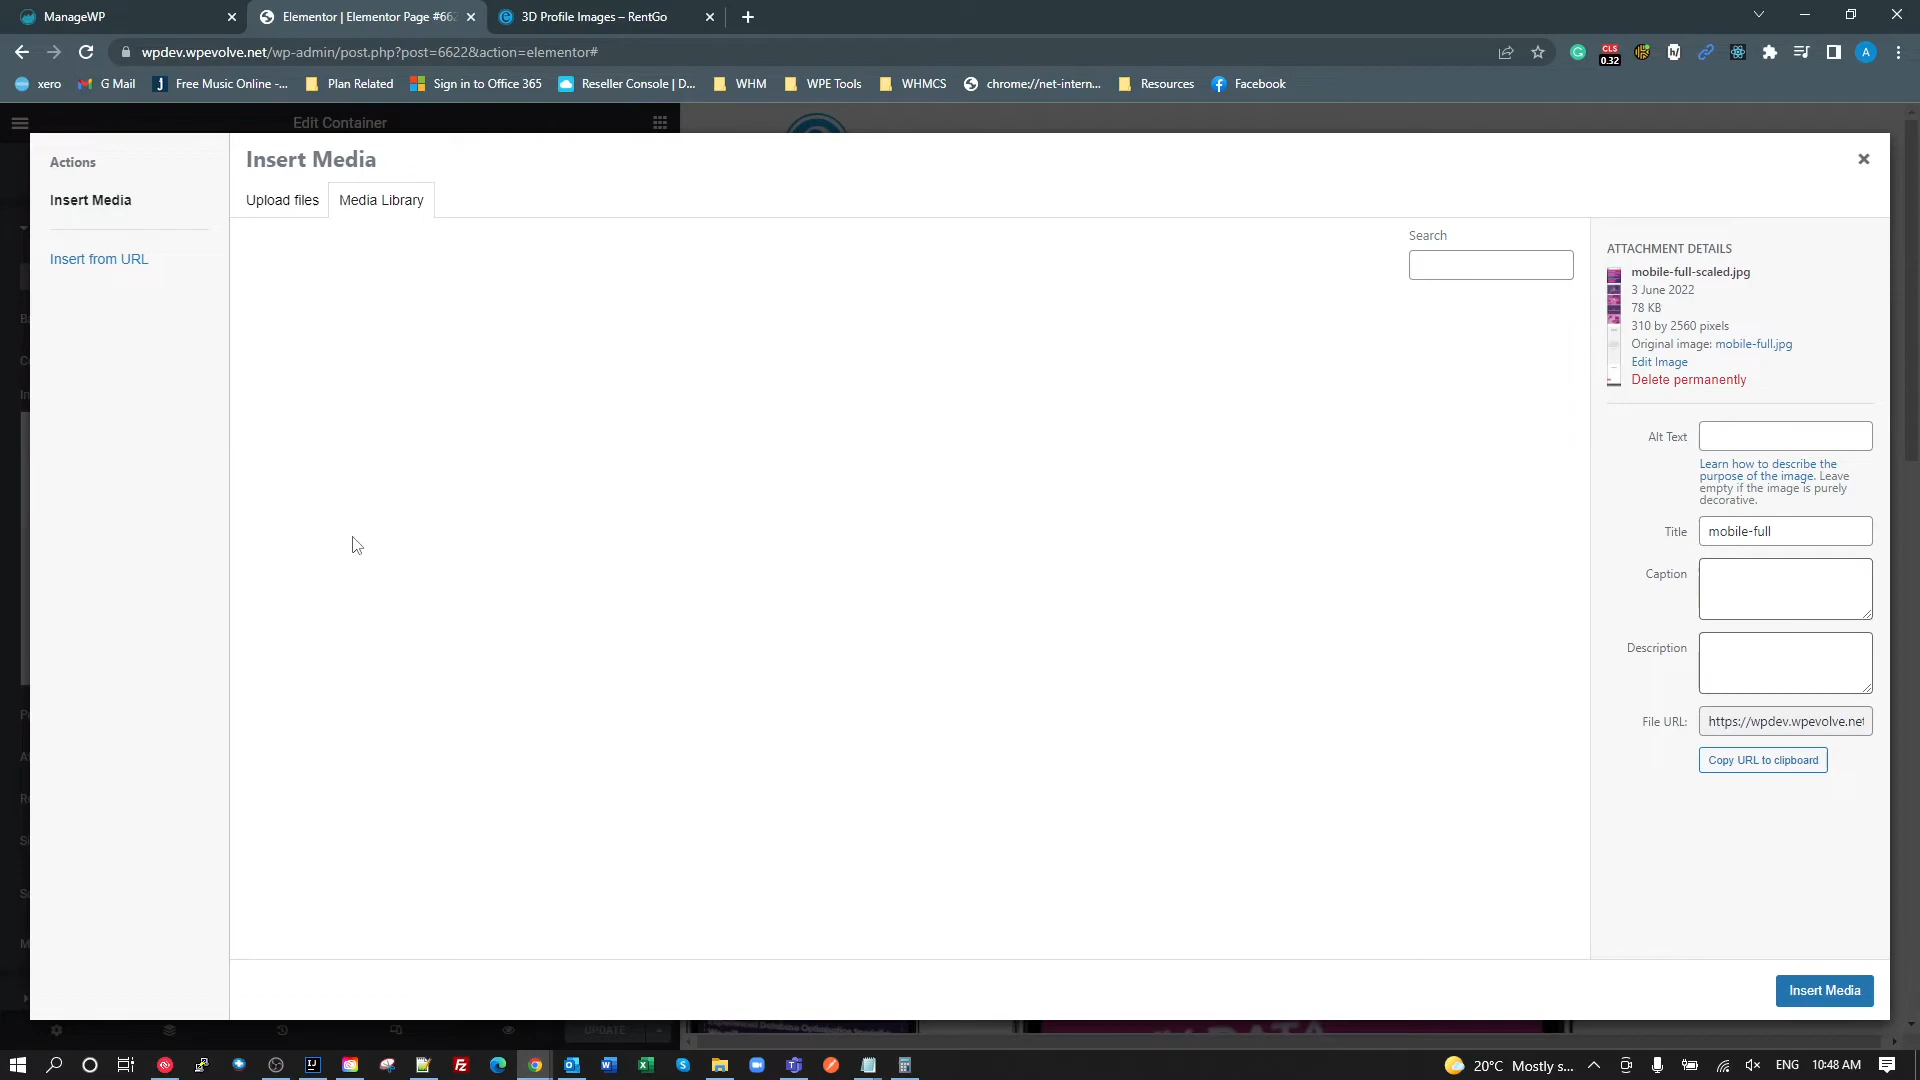 ManageWP
Elementor | Elementor Page #662
3D Profile Images – RentGo
wpdev.wpevolve.net/wp-admin/post.php?post=6622&action=elementor#
CLS
0.32
h/
A
xero
G Mail
Free Music Online -...
Plan Related
Sign in to Office 365
Reseller Console | D...
WHM
WPE Tools
WHMCS
chrome://net-intern...
Resources
Facebook
Edit Container
Actions
Insert Media
Insert from URL
Insert Media
Upload files
Media Library
Search
ATTACHMENT DETAILS
mobile-full-scaled.jpg
3 June 2022
78 KB
310 by 2560 pixels
Original image: mobile-full.jpg
Edit Image
Delete permanently
Alt Text
Learn how to describe the
purpose of the image. Leave
empty if the image is purely
decorative.
Title
mobile-full
Caption
Description
File URL:
https://wpdev.wpevolve.net
Copy URL to clipboard
Insert Media
UPDATE
20°C Mostly s...
ENG
10:48 AM